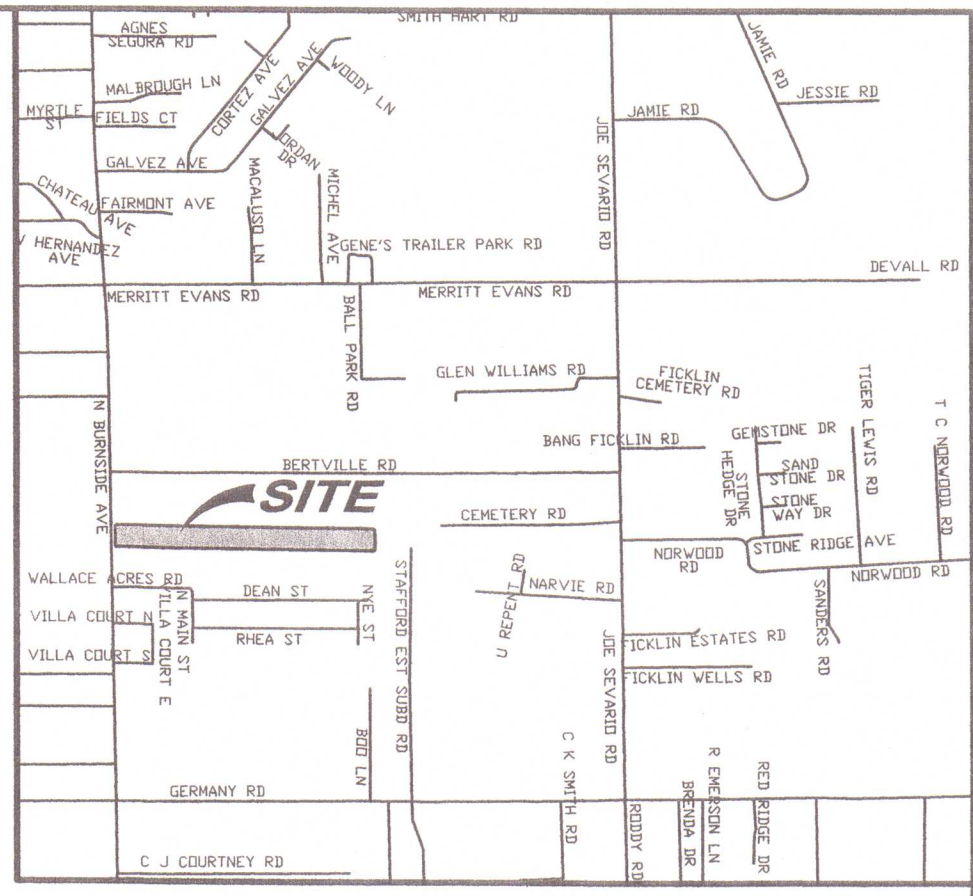 SMITH HART RD
AGNES
SEGURA RD
MALBROUGH LN
MYRTLE
ST
FIELDS CT
CORTEZ AVE
GALVEZ AVE
WOODY LN
JORDAN
DR
GALVEZ AVE
CHATEAU AVE
FAIRMONT AVE
HERNANDEZ
AVE
MACALUSO LN
MICHEL AVE
GENE'S TRAILER PARK RD
JOE SEVARIO RD
JAMIE RD
JAMIE RD
JESSIE RD
DEVALL RD
MERRITT EVANS RD
MERRITT EVANS RD
BALL PARK RD
GLEN WILLIAMS RD
FICKLIN
CEMETERY RD
TIGER LEWIS RD
T C NORWOOD RD
N BURNSIDE AVE
BANG FICKLIN RD
GEMSTONE DR
BERTVILLE RD
STONE
HEDGE DR
SAND
STONE DR
STONE
WAY DR
SITE
CEMETERY RD
NORWOOD
RD
STONE RIDGE AVE
NORWOOD RD
WALLACE ACRES RD
DEAN ST
NYE ST
STAFFORD EST SUBD RD
U REPENT RD
NARVIE RD
SANDERS RD
VILLA COURT N
N MAIN ST
VILLA COURT E
RHEA ST
VILLA COURT S
JOE SEVARIO RD
FICKLIN ESTATES RD
FICKLIN WELLS RD
BOO LN
C K SMITH RD
GERMANY RD
RODDY RD
BRENDA DR
R EMERSON LN
RED RIDGE DR
C J COURTNEY RD